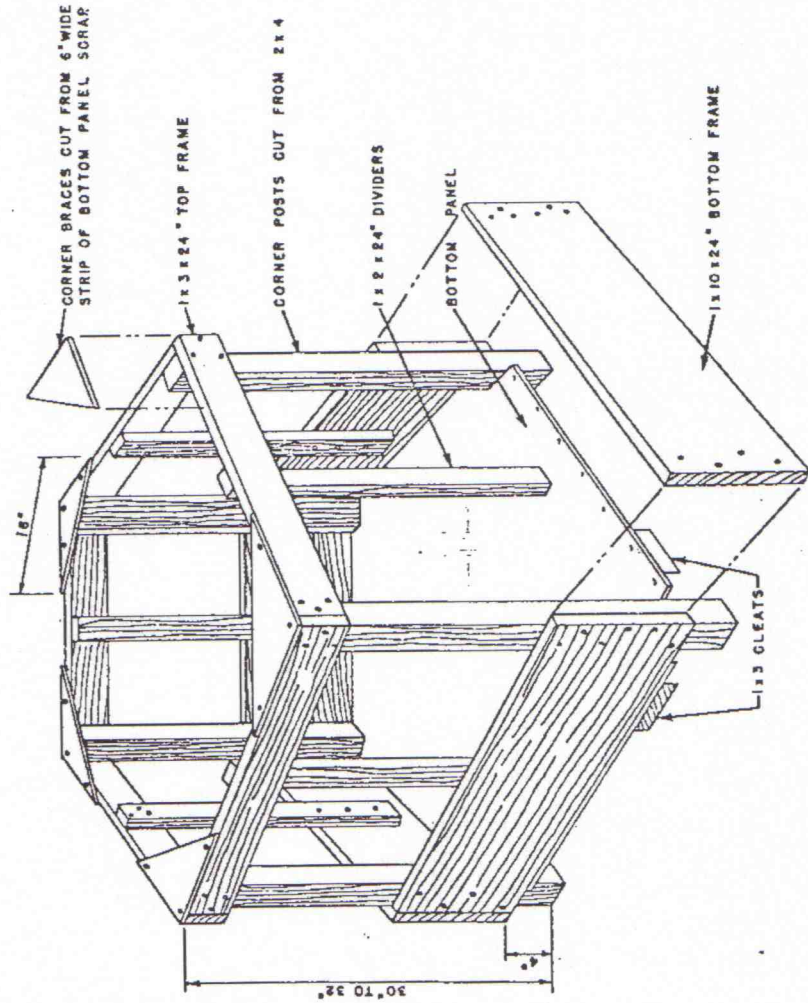 CORNER BRACES CUT FROM 6" WIDE
STRIP OF BOTTOM PANEL SCRAP
1 x 3 x 24" TOP FRAME
CORNER POSTS CUT FROM 2 x 4
1 x 2 x 24" DIVIDERS
BOTTOM PANEL
1 x 10 x 24" BOTTOM FRAME
16"
1 x 3 CLEATS
4"
30" TO 32"